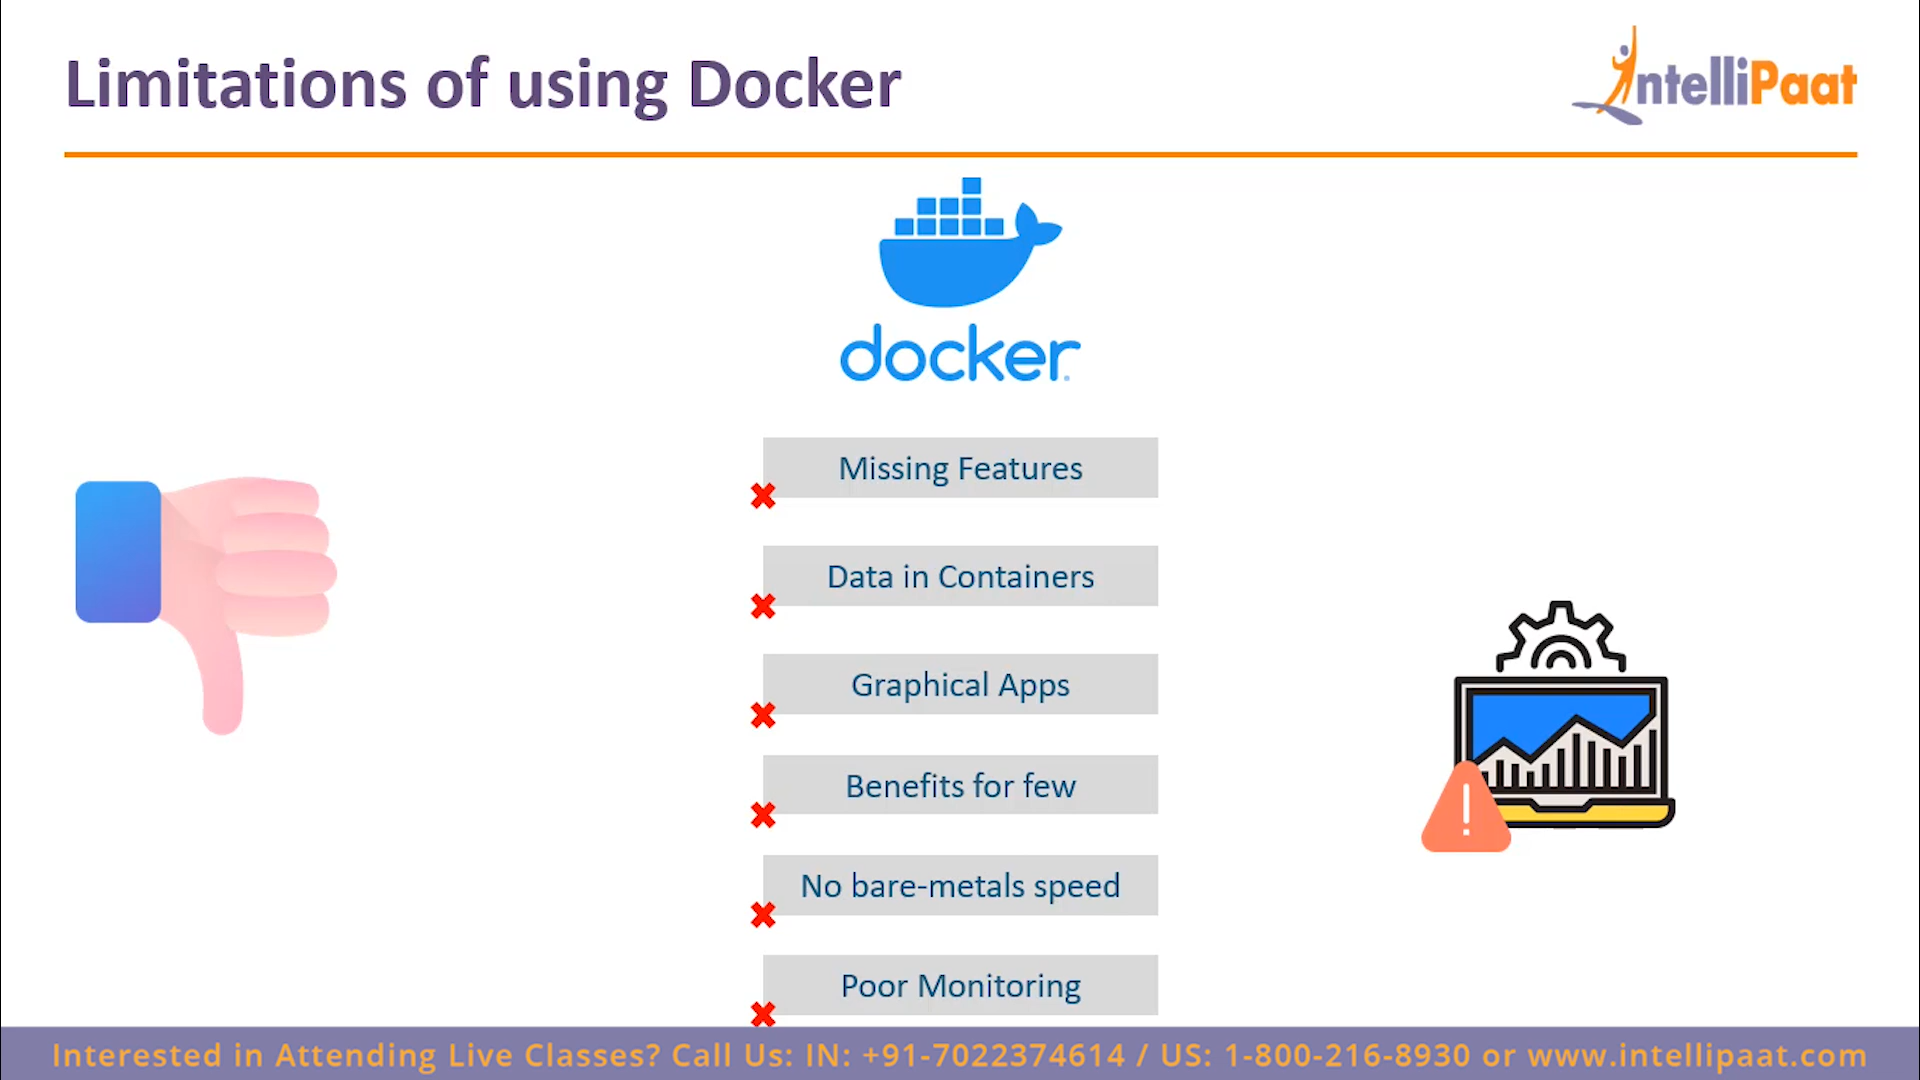 Limitations of using Docker
IntelliPaat
docker
Missing Features
Data in Containers
Graphical Apps
Benefits for few
No bare-metals speed
Poor Monitoring
Interested in Attending Live Classes? Call Us: IN: +91-7022374614 / US: 1-800-216-8930 or www.intellipaat.com